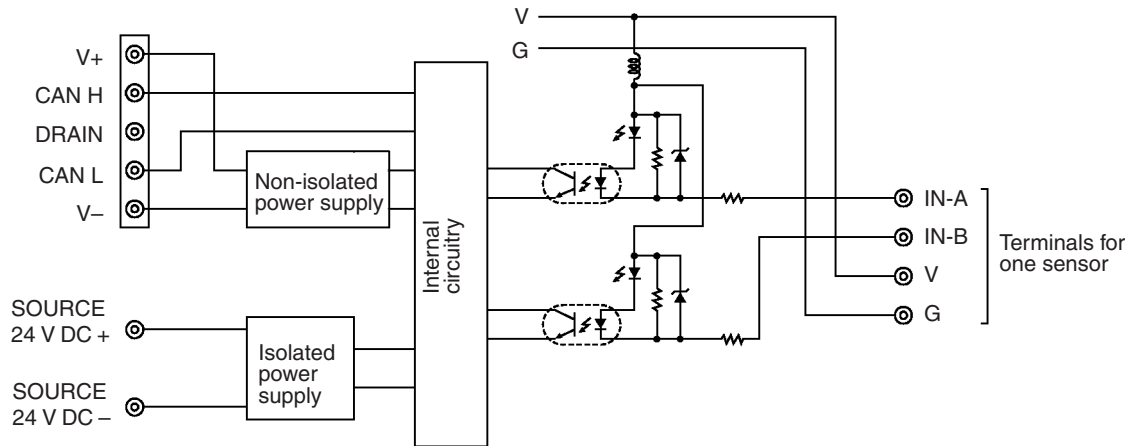 V+
CAN H
DRAIN
CAN L
V–
SOURCE
24 V DC +
SOURCE
24 V DC –
Non-isolated
power supply
Isolated
power
supply
Internal
circuitry
V
G
IN-A
IN-B
V
G
Terminals for
one sensor